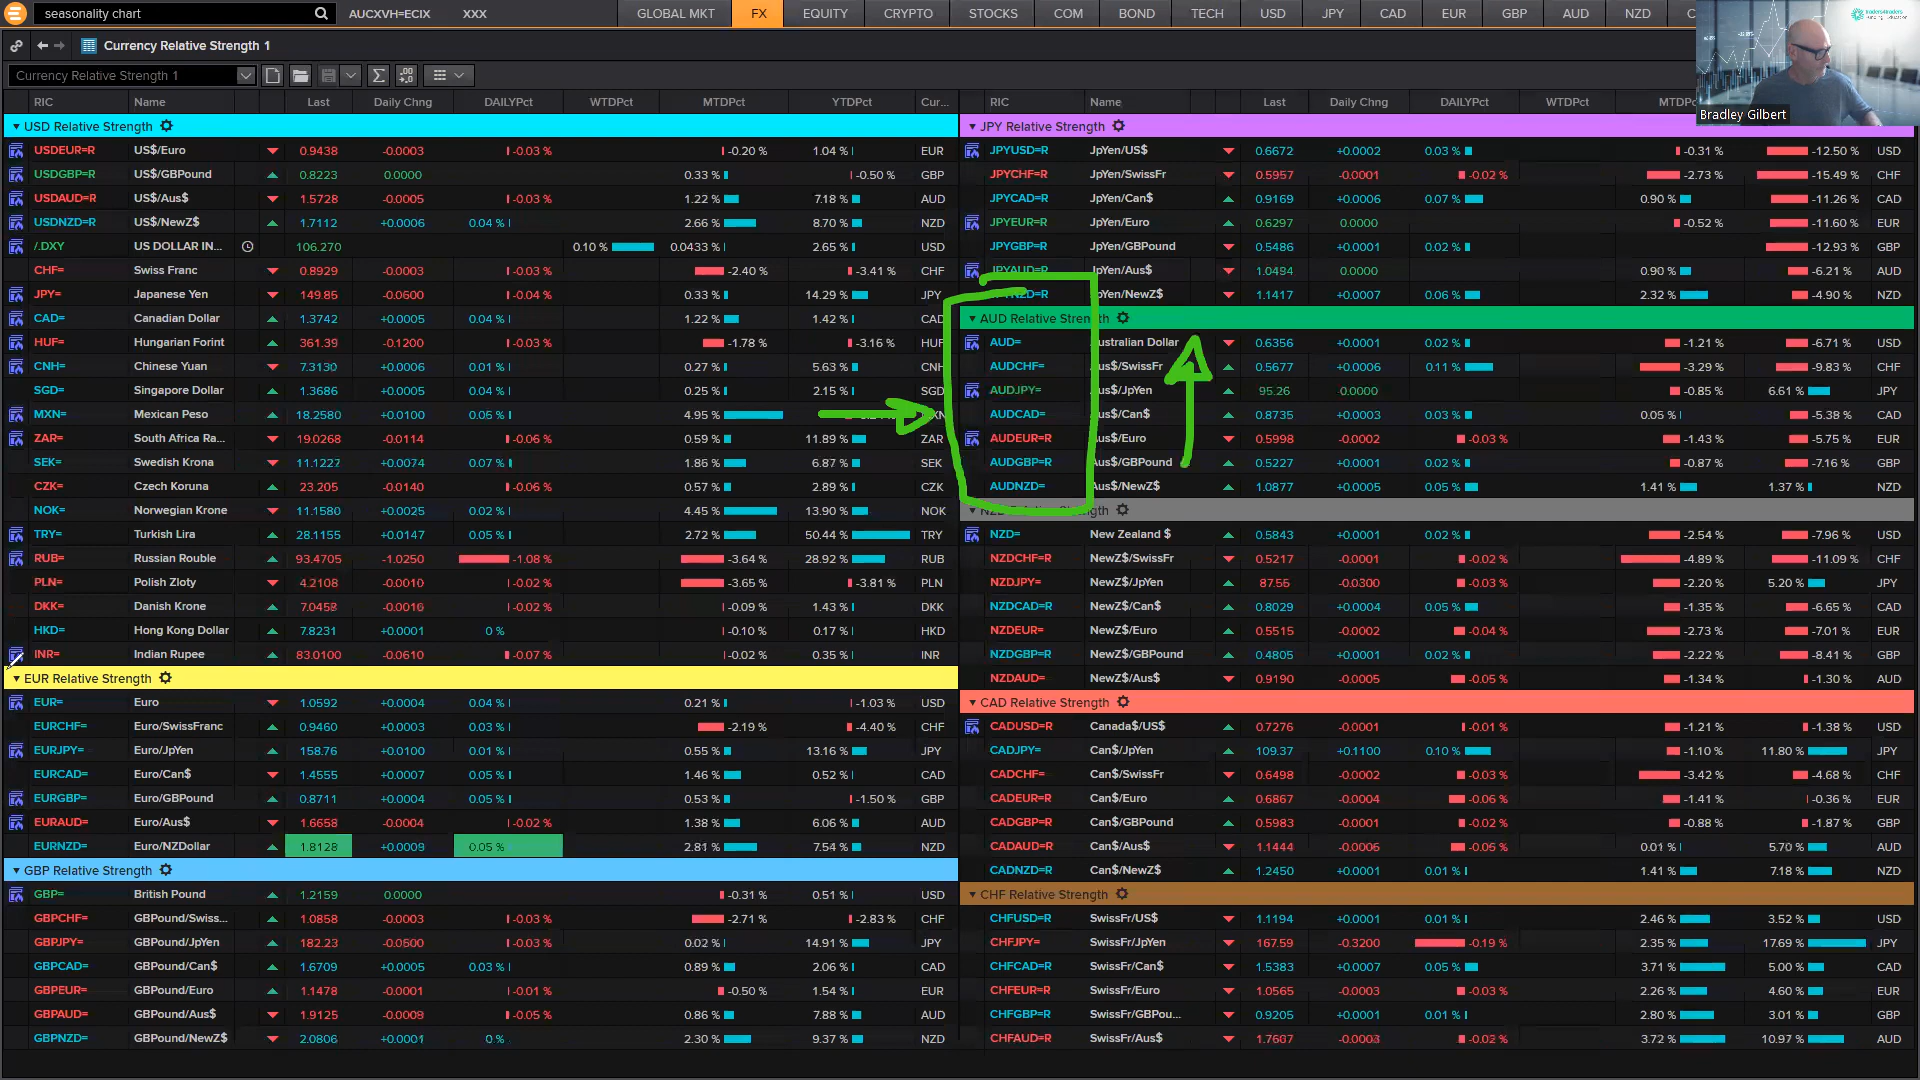 seasonality chart AUCXVH=ECIX XXX GLOBAL MKT FX EQUITY CRYPTO STOCKS COM BOND TECH USD JPY CAD EUR GBP AUD NZD
Currency Relative Strength 1
Currency Relative Strength 1
Bradley Gilbert
RIC Name Last Daily Chng DAILYPct WTDPct MTDPct YTDPct Cur...
USD Relative Strength
USDEUR=R US$/Euro 0.9438 -0.0003 -0.03 % -0.20 % 1.04 % EUR
USDGBP=R US$/GBPound 0.8223 0.0000 0.33 % -0.50 % GBP
USDAUD=R US$/Aus$ 1.5728 -0.0005 -0.03 % 1.22 % 7.18 % AUD
USDNZD=R US$/NewZ$ 1.7112 +0.0006 0.04 % 2.66 % 8.70 % NZD
/.DXY US DOLLAR IN... 106.270 0.10 % 0.0433 % 2.65 % USD
CHF= Swiss Franc 0.8929 -0.0003 -0.03 % -2.40 % -3.41 % CHF
JPY= Japanese Yen 149.85 -0.0600 -0.04 % 0.33 % 14.29 % JPY
CAD= Canadian Dollar 1.3742 +0.0005 0.04 % 1.22 % 1.42 % CAD
HUF= Hungarian Forint 361.39 -0.1200 -0.03 % -1.78 % -3.16 % HUF
CNH= Chinese Yuan 7.3130 +0.0006 0.01 % 0.27 % 5.63 % CNH
SGD= Singapore Dollar 1.3686 +0.0005 0.04 % 0.25 % 2.15 % SGD
MXN= Mexican Peso 18.2580 +0.0100 0.05 % 4.95 %
ZAR= South Africa Ra... 19.0268 -0.0114 -0.06 % 0.59 % 11.89 % ZAR
SEK= Swedish Krona 11.1227 +0.0074 0.07 % 1.86 % 6.87 % SEK
CZK= Czech Koruna 23.205 -0.0140 -0.06 % 0.57 % 2.89 % CZK
NOK= Norwegian Krone 11.1580 +0.0025 0.02 % 4.45 % 13.90 % NOK
TRY= Turkish Lira 28.1155 +0.0147 0.05 % 2.72 % 50.44 % TRY
RUB= Russian Rouble 93.4705 -1.0250 -1.08 % -3.64 % 28.92 % RUB
PLN= Polish Zloty 4.2108 -0.0010 -0.02 % -3.65 % -3.81 % PLN
DKK= Danish Krone 7.0458 -0.0016 -0.02 % -0.09 % 1.43 % DKK
HKD= Hong Kong Dollar 7.8231 +0.0001 0 % -0.10 % 0.17 % HKD
INR= Indian Rupee 83.0100 -0.0610 -0.07 % -0.02 % 0.35 % INR
EUR Relative Strength
EUR= Euro 1.0592 +0.0004 0.04 % 0.21 % -1.03 % USD
EURCHF= Euro/SwissFranc 0.9460 +0.0003 0.03 % -2.19 % -4.40 % CHF
EURJPY= Euro/JpYen 158.76 +0.0100 0.01 % 0.55 % 13.16 % JPY
EURCAD= Euro/Can$ 1.4555 +0.0007 0.05 % 1.46 % 0.52 % CAD
EURGBP= Euro/GBPound 0.8711 +0.0004 0.05 % 0.53 % -1.50 % GBP
EURAUD= Euro/Aus$ 1.6658 -0.0004 -0.02 % 1.38 % 6.06 % AUD
EURNZD= Euro/NZDollar 1.8128 +0.0009 0.05 % 2.81 % 7.54 % NZD
GBP Relative Strength
GBP= British Pound 1.2159 0.0000 -0.31 % 0.51 % USD
GBPCHF= GBPound/Swiss... 1.0858 -0.0003 -0.03 % -2.71 % -2.83 % CHF
GBPJPY= GBPound/JpYen 182.23 -0.0500 -0.03 % 0.02 % 14.91 % JPY
GBPCAD= GBPound/Can$ 1.6709 +0.0005 0.03 % 0.89 % 2.06 % CAD
GBPEUR= GBPound/Euro 1.1478 -0.0001 -0.01 % -0.50 % 1.54 % EUR
GBPAUD= GBPound/Aus$ 1.9125 -0.0009 -0.05 % 0.86 % 7.88 % AUD
GBPNZD= GBPound/NewZ$ 2.0806 +0.0001 0 % 2.30 % 9.37 % NZD
RIC Name Last Daily Chng DAILYPct WTDPct
JPY Relative Strength
JPYUSD=R JpYen/US$ 0.6672 +0.0002 0.03 % -0.31 % -12.50 % USD
JPYCHF=R JpYen/SwissFr 0.5957 -0.0001 -0.02 % -2.73 % -15.49 % CHF
JPYCAD=R JpYen/Can$ 0.9169 +0.0006 0.07 % 0.90 % -11.26 % CAD
JPYEUR=R JpYen/Euro 0.6297 0.0000 -0.52 % -11.60 % EUR
JPYGBP=R JpYen/GBPound 0.5486 +0.0001 0.02 % -12.93 % GBP
JPYAUD=R JpYen/Aus$ 1.0494 0.0000 0.90 % -6.21 % AUD
JPYNZD=R JpYen/NewZ$ 1.1417 +0.0007 0.06 % 2.32 % -4.90 % NZD
AUD Relative Strength
AUD= Australian Dollar 0.6356 +0.0001 0.02 % -1.21 % -6.71 % USD
AUDCHF= Aus$/SwissFr 0.5677 +0.0006 0.11 % -3.29 % -9.83 % CHF
AUDJPY= Aus$/JpYen 95.26 0.0000 -0.85 % 6.61 % JPY
AUDCAD= Aus$/Can$ 0.8735 +0.0003 0.03 % 0.05 % -5.38 % CAD
AUDEUR=R Aus$/Euro 0.5998 -0.0002 -0.03 % -1.43 % -5.75 % EUR
AUDGBP=R Aus$/GBPound 0.5227 +0.0001 0.02 % -0.87 % -7.16 % GBP
AUDNZD= Aus$/NewZ$ 1.0877 +0.0005 0.05 % 1.41 % 1.37 % NZD
NZD Relative Strength
NZD= New Zealand $ 0.5843 +0.0001 0.02 % -2.54 % -7.96 % USD
NZDCHF=R NewZ$/SwissFr 0.5217 -0.0001 -0.02 % -4.89 % -11.09 % CHF
NZDJPY= NewZ$/JpYen 87.55 -0.0300 -0.03 % -2.20 % 5.20 % JPY
NZDCAD=R NewZ$/Can$ 0.8029 +0.0004 0.05 % -1.35 % -6.65 % CAD
NZDEUR= NewZ$/Euro 0.5515 -0.0002 -0.04 % -2.73 % -7.01 % EUR
NZDGBP=R NewZ$/GBPound 0.4805 +0.0001 0.02 % -2.22 % -8.41 % GBP
NZDAUD= NewZ$/Aus$ 0.9190 -0.0005 -0.05 % -1.34 % -1.30 % AUD
CAD Relative Strength
CADUSD=R Canada$/US$ 0.7276 -0.0001 -0.01 % -1.21 % -1.38 % USD
CADJPY= Can$/JpYen 109.37 +0.1100 0.10 % -1.10 % 11.80 % JPY
CADCHF= Can$/SwissFr 0.6498 -0.0002 -0.03 % -3.42 % -4.68 % CHF
CADEUR=R Can$/Euro 0.6867 -0.0004 -0.06 % -1.41 % -0.36 % EUR
CADGBP=R Can$/GBPound 0.5983 -0.0001 -0.02 % -0.88 % -1.87 % GBP
CADAUD=R Can$/Aus$ 1.1444 -0.0006 -0.05 % 0.01 % 5.70 % AUD
CADNZD=R Can$/NewZ$ 1.2450 +0.0001 0.01 % 1.41 % 7.18 % NZD
CHF Relative Strength
CHFUSD=R SwissFr/US$ 1.1194 +0.0001 0.01 % 2.46 % 3.52 % USD
CHFJPY= SwissFr/JpYen 167.59 -0.3200 -0.19 % 2.35 % 17.69 % JPY
CHFCAD=R SwissFr/Can$ 1.5383 +0.0007 0.05 % 3.71 % 5.00 % CAD
CHFEUR=R SwissFr/Euro 1.0565 -0.0003 -0.03 % 2.26 % 4.60 % EUR
CHFGBP=R SwissFr/GBPou... 0.9205 +0.0001 0.01 % 2.80 % 3.01 % GBP
CHFAUD=R SwissFr/Aus$ 1.7607 -0.0003 -0.02 % 3.72 % 10.97 % AUD